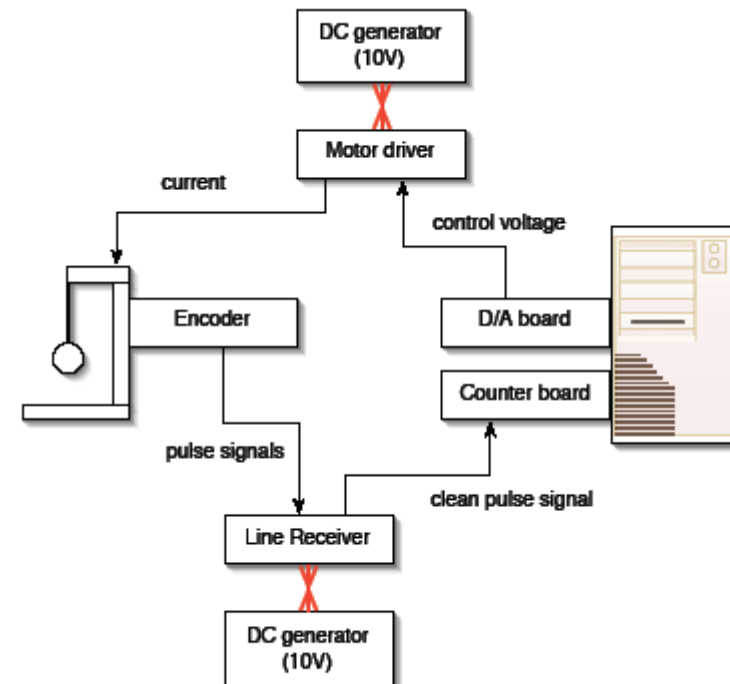 DC generator
(10V)
Motor driver
current
control voltage
Encoder
D/A board
Counter board
pulse signals
clean pulse signal
Line Receiver
DC generator
(10V)